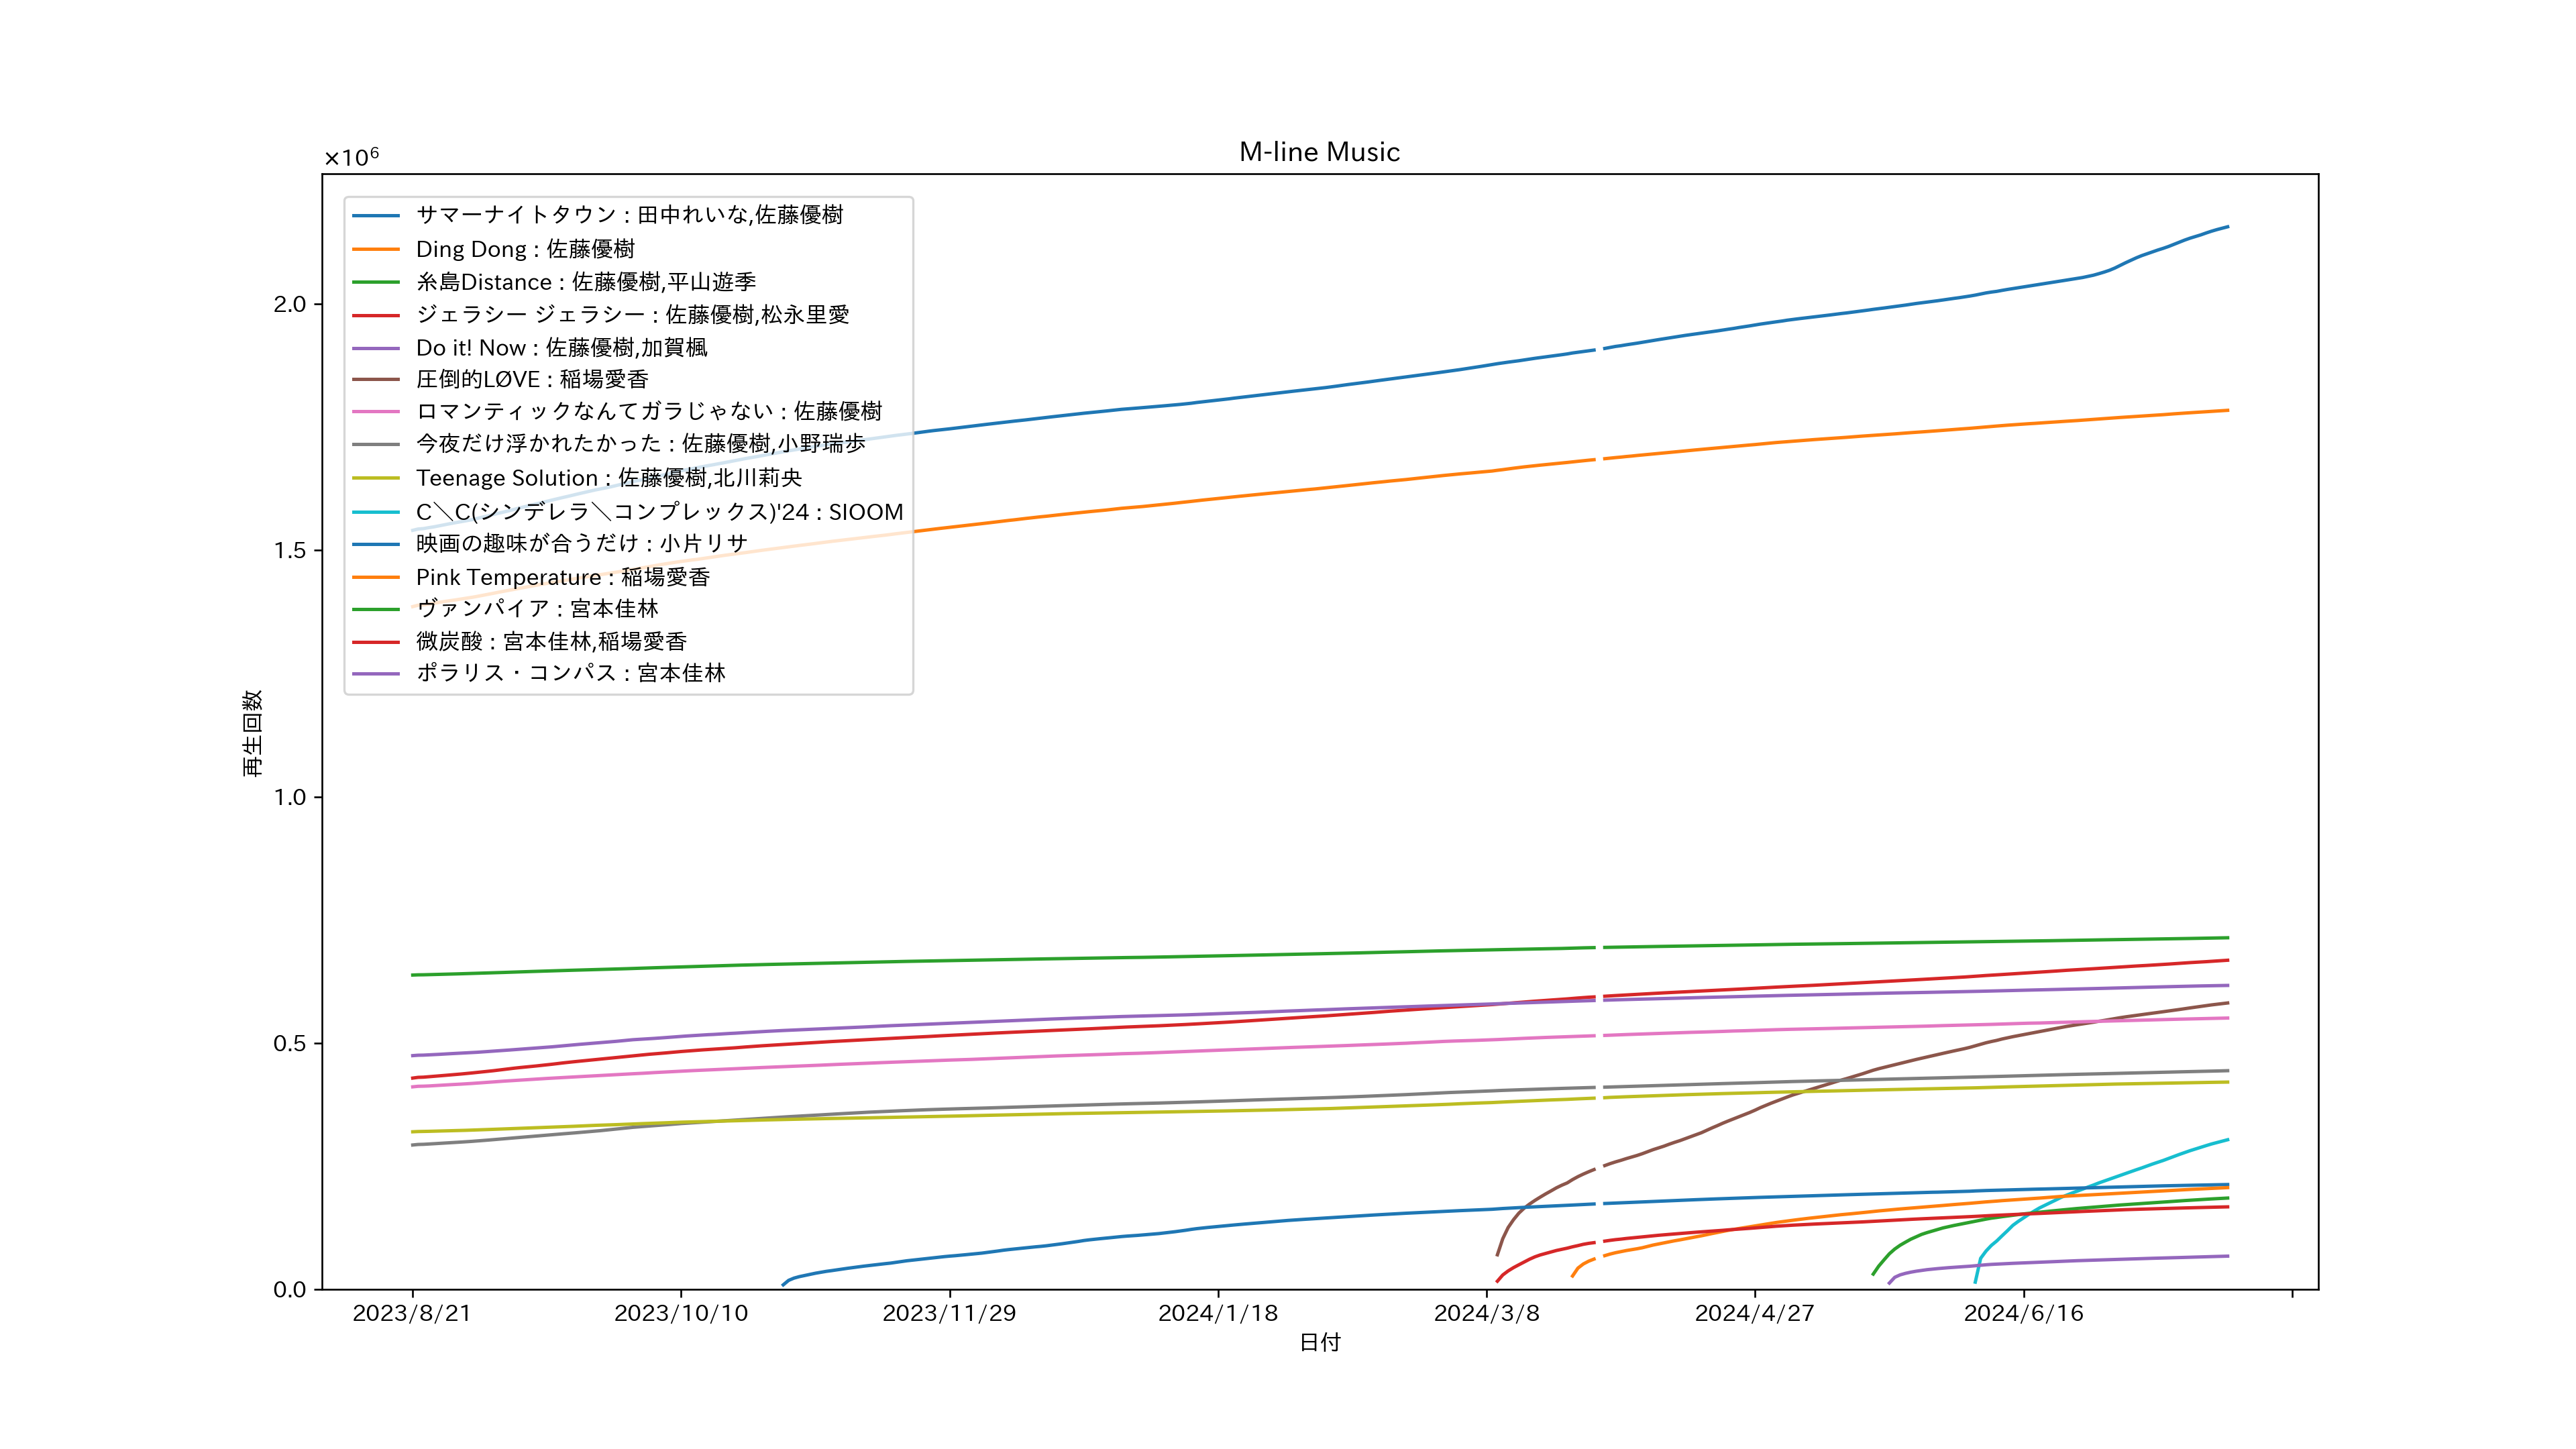 M-line Music
×10⁶
サマーナイトタウン : 田中れいな,佐藤優樹
Ding Dong : 佐藤優樹
糸島Distance : 佐藤優樹,平山遊季
ジェラシー ジェラシー : 佐藤優樹,松永里愛
Do it! Now : 佐藤優樹,加賀楓
圧倒的LØVE : 稲場愛香
ロマンティックなんてガラじゃない : 佐藤優樹
今夜だけ浮かれたかった : 佐藤優樹,小野瑞歩
Teenage Solution : 佐藤優樹,北川莉央
C＼C(シンデレラ＼コンプレックス)'24 : SIOOM
映画の趣味が合うだけ : 小片リサ
Pink Temperature : 稲場愛香
ヴァンパイア : 宮本佳林
微炭酸 : 宮本佳林,稲場愛香
ポラリス・コンパス : 宮本佳林
2.0
1.5
1.0
0.5
0.0
再生回数
2023/8/21
2023/10/10
2023/11/29
2024/1/18
2024/3/8
2024/4/27
2024/6/16
日付